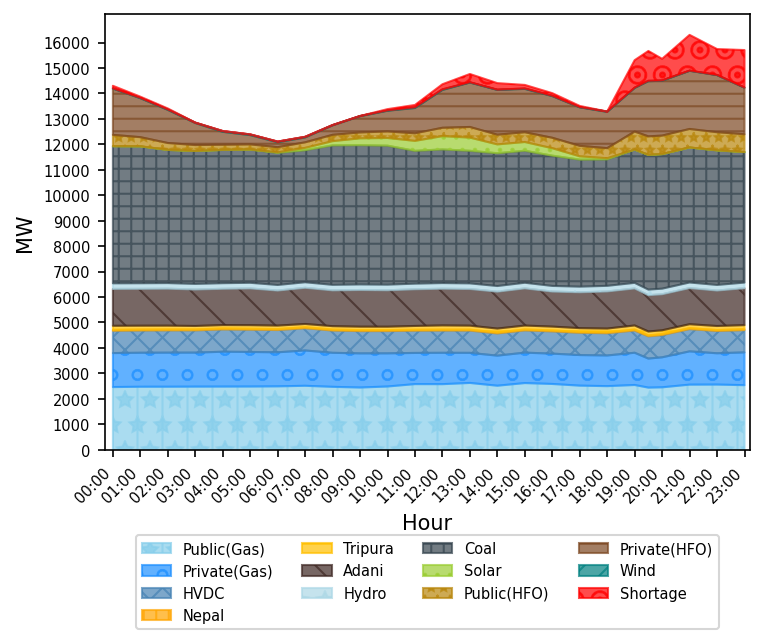 16000
15000
14000
13000
12000
11000
10000
9000
8000
7000
6000
5000
4000
3000
2000
1000
0
MW
00:00 01:00 02:00 03:00 04:00 05:00 06:00 07:00 08:00 09:00 10:00 11:00 12:00 13:00 14:00 15:00 16:00 17:00 18:00 19:00 20:00 21:00 22:00 23:00
Hour
Public(Gas) Tripura Coal Private(HFO)
Private(Gas) Adani Solar Wind
HVDC Hydro Public(HFO) Shortage
Nepal